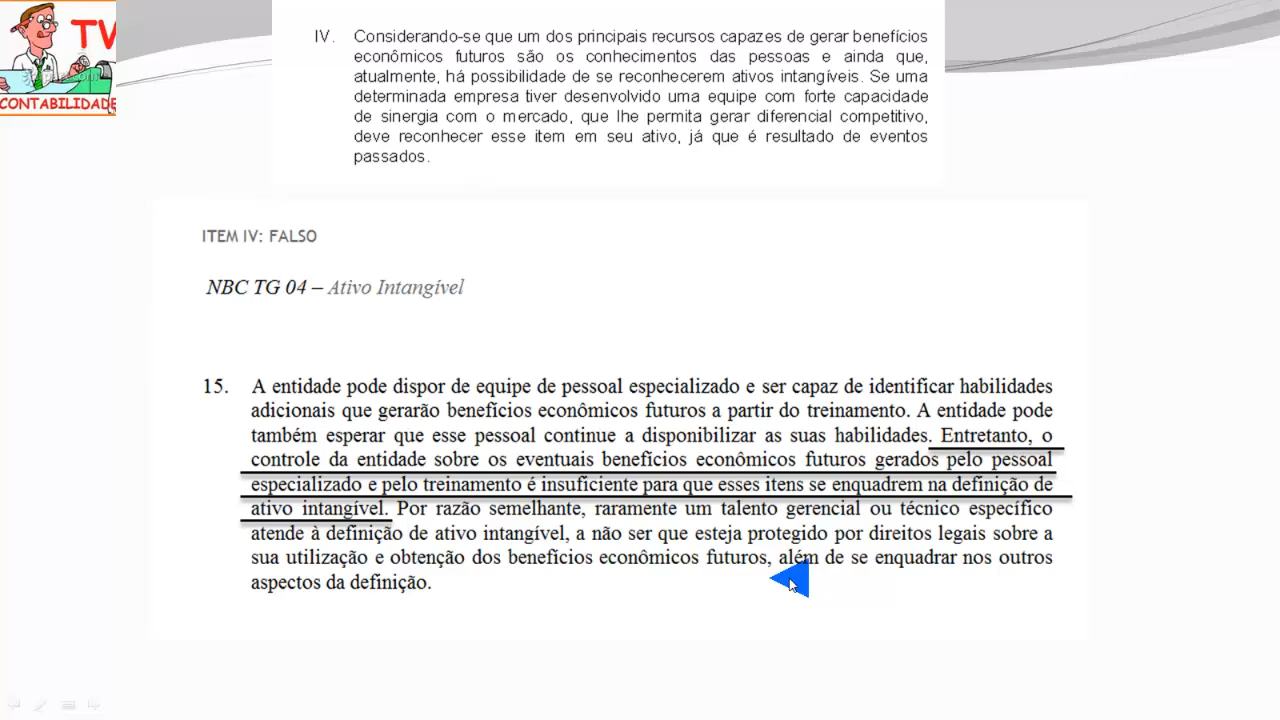 TV
CONTABILIDADE
IV. Considerando-se que um dos principais recursos capazes de gerar benefícios
econômicos futuros são os conhecimentos das pessoas e ainda que,
atualmente, há possibilidade de se reconhecerem ativos intangíveis. Se uma
determinada empresa tiver desenvolvido uma equipe com forte capacidade
de sinergia com o mercado, que lhe permita gerar diferencial competitivo,
deve reconhecer esse item em seu ativo, já que é resultado de eventos
passados.
ITEM IV: FALSO
NBC TG 04 – Ativo Intangível
15. A entidade pode dispor de equipe de pessoal especializado e ser capaz de identificar habilidades
adicionais que gerarão benefícios econômicos futuros a partir do treinamento. A entidade pode
também esperar que esse pessoal continue a disponibilizar as suas habilidades. Entretanto, o
controle da entidade sobre os eventuais benefícios econômicos futuros gerados pelo pessoal
especializado e pelo treinamento é insuficiente para que esses itens se enquadrem na definição de
ativo intangível. Por razão semelhante, raramente um talento gerencial ou técnico específico
atende à definição de ativo intangível, a não ser que esteja protegido por direitos legais sobre a
sua utilização e obtenção dos benefícios econômicos futuros, além de se enquadrar nos outros
aspectos da definição.